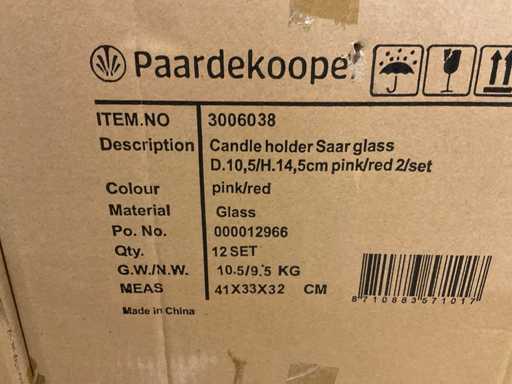 Paardekooper
ITEM.NO 3006038
Description Candle holder Saar glass
D.10,5/H.14,5cm pink/red 2/set
Colour pink/red
Material Glass
Po. No. 000012966
Qty. 12 SET
G.W./N.W. 10.5/9.5 KG
MEAS 41X33X32 CM
8710883571017
Made in China